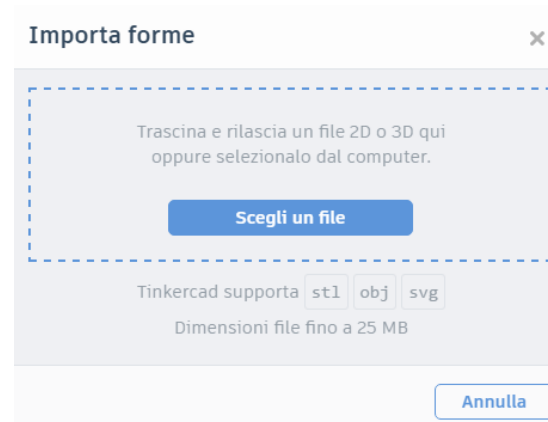 Importa forme
Trascina e rilascia un file 2D o 3D qui
oppure selezionalo dal computer.
Scegli un file
Tinkercad supporta stl obj svg
Dimensioni file fino a 25 MB
Annulla